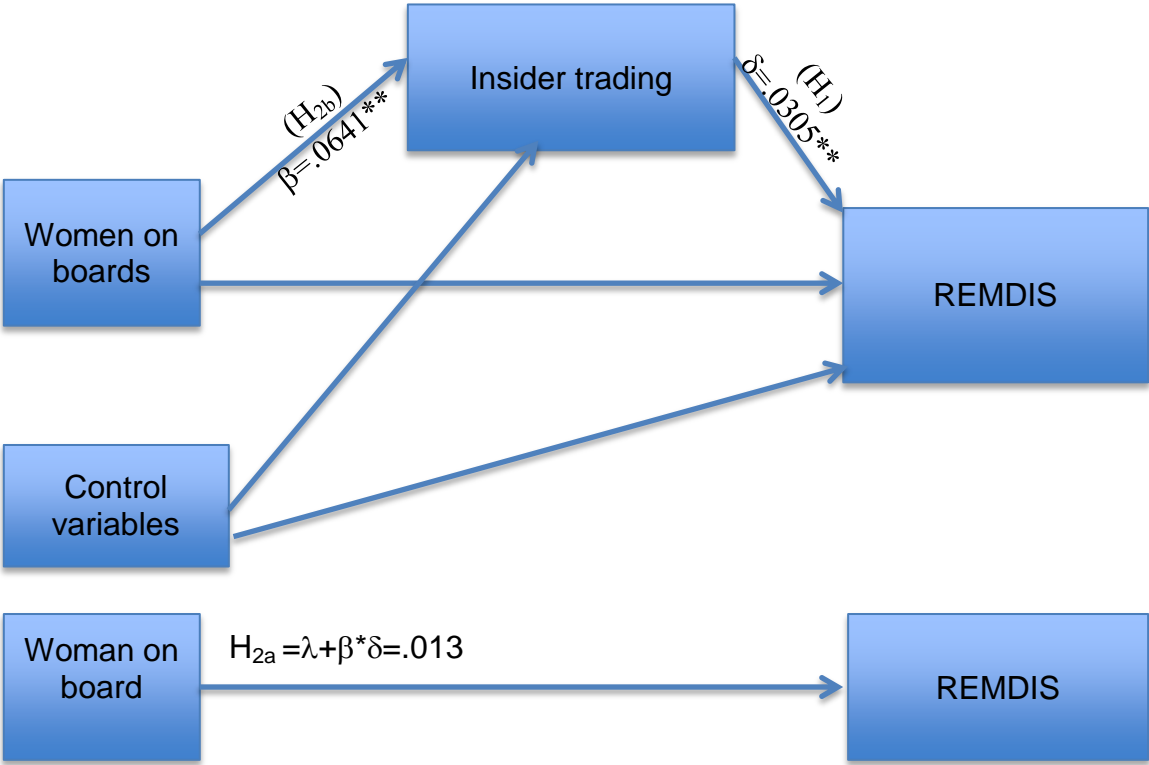 Insider trading
(H2b)
β=.0641**
(H1)
δ=.0305**
Women on
boards
REMDIS
Control
variables
Woman on
board
H2a =λ+β*δ=.013
REMDIS